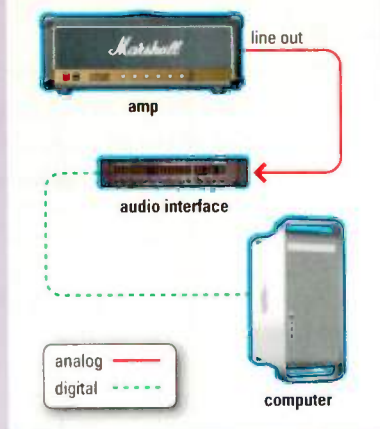 Marshall
line out
amp
audio interface
computer
analog
digital